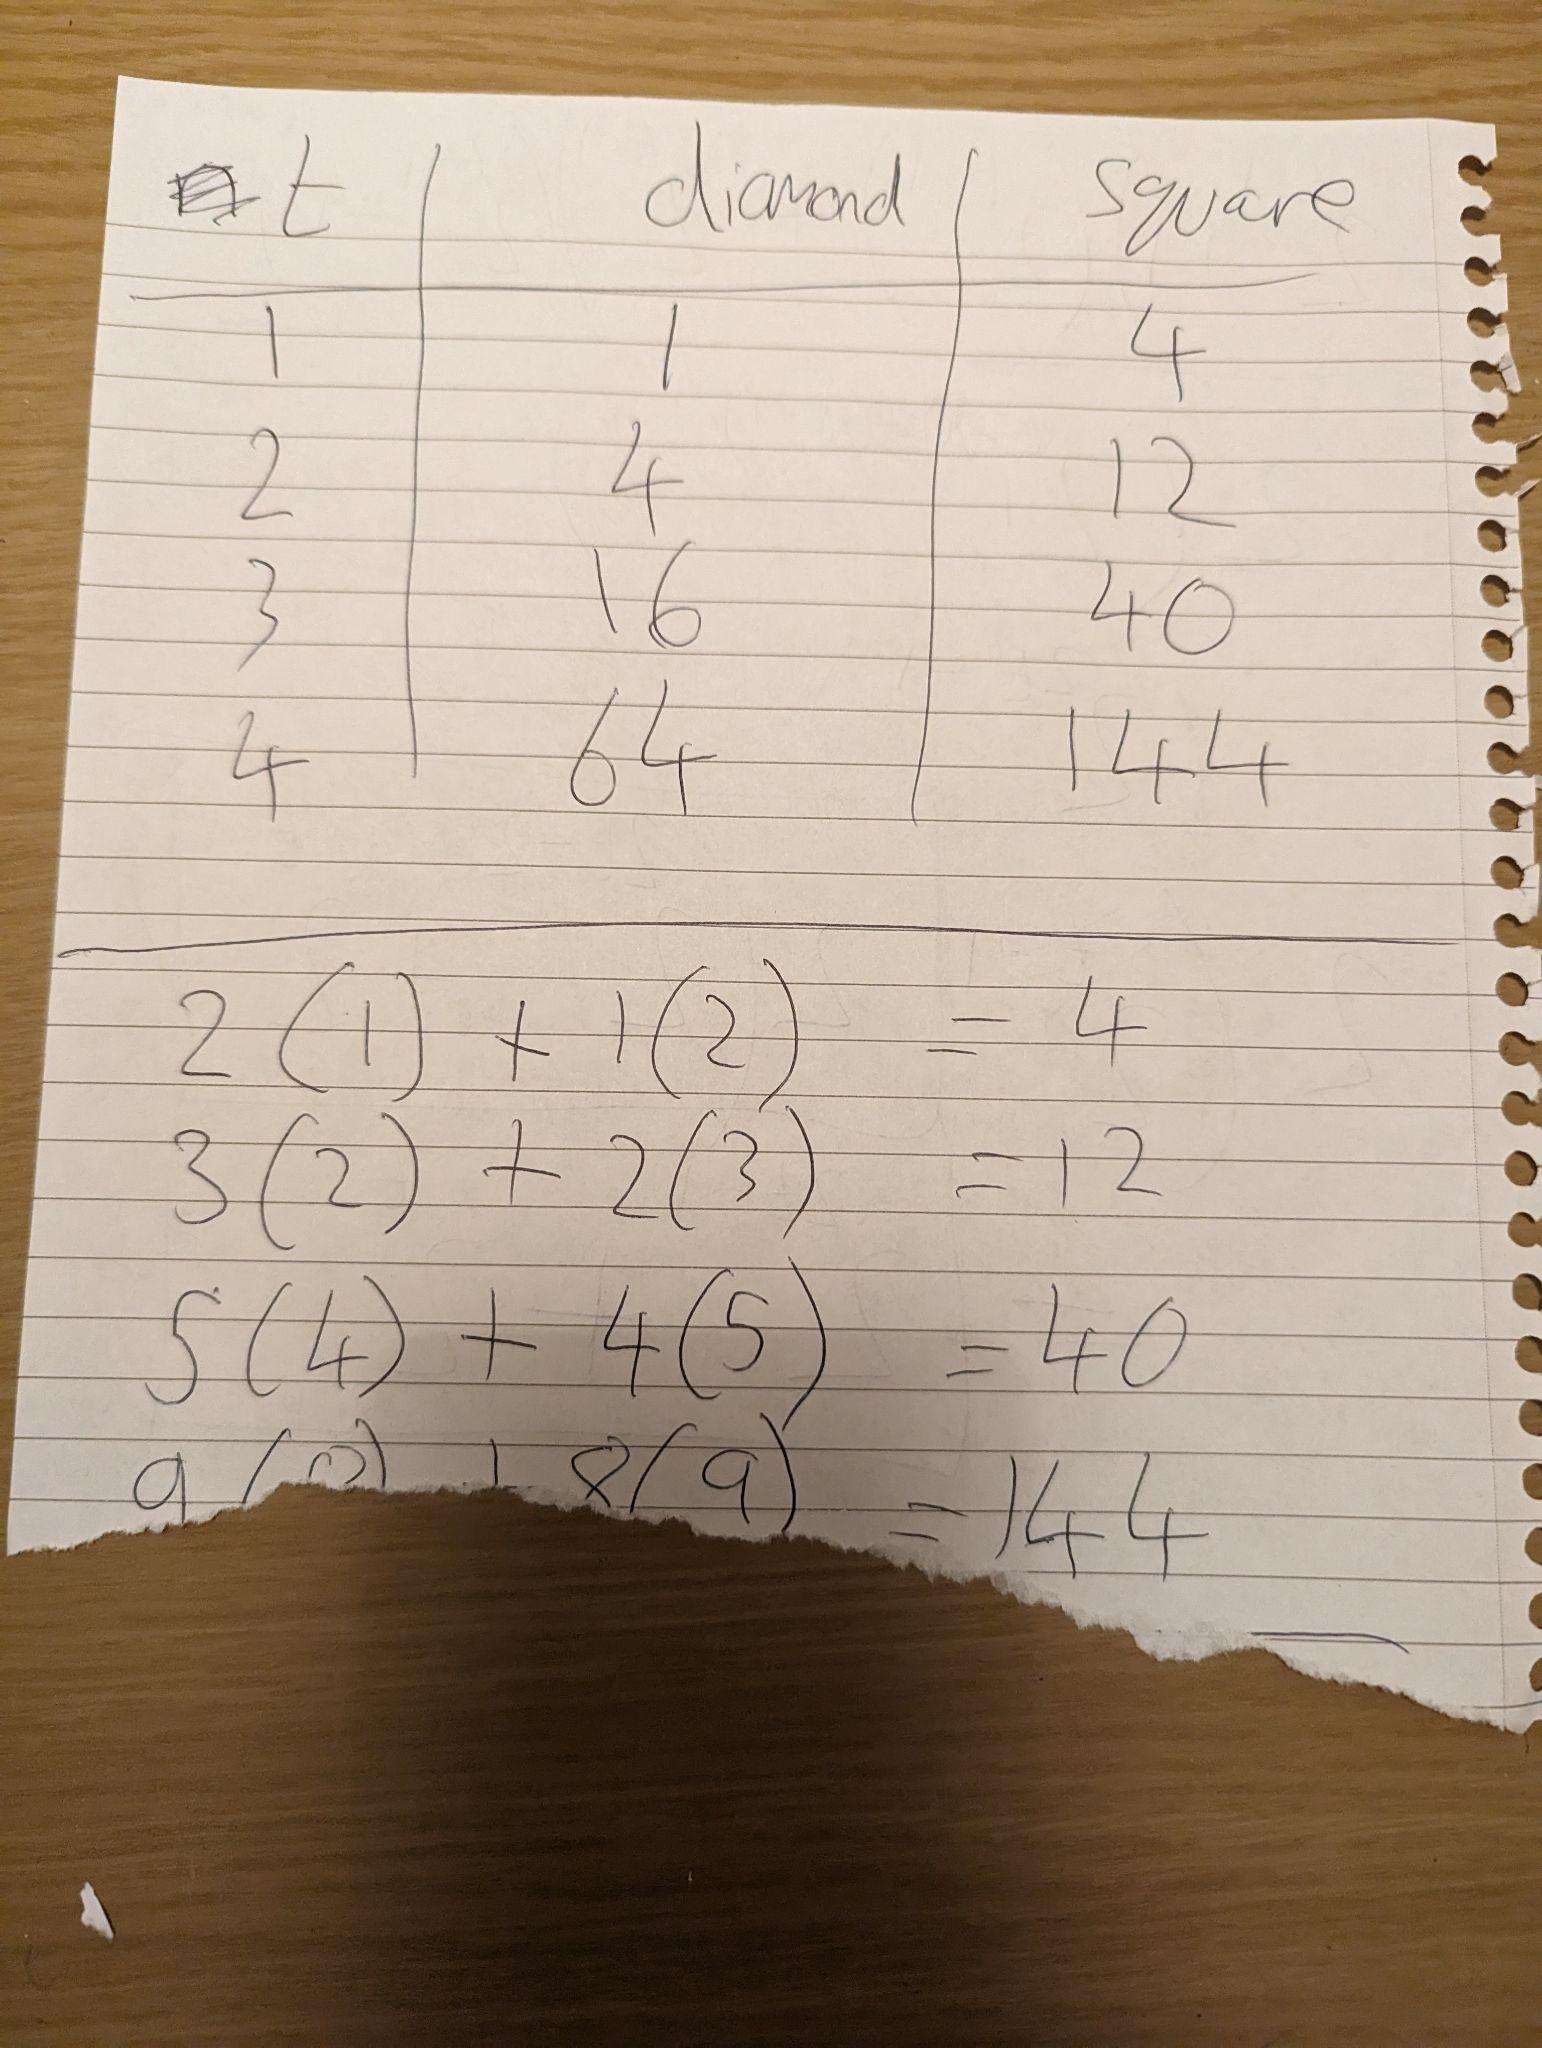 t diamond square
1 1 4
2 4 12
3 16 40
4 64 144
2 (1) + 1(2) = 4
3 (2) + 2(3) = 12
5 (4) + 4(5) = 40
9 ( ) + 8(9) = 144